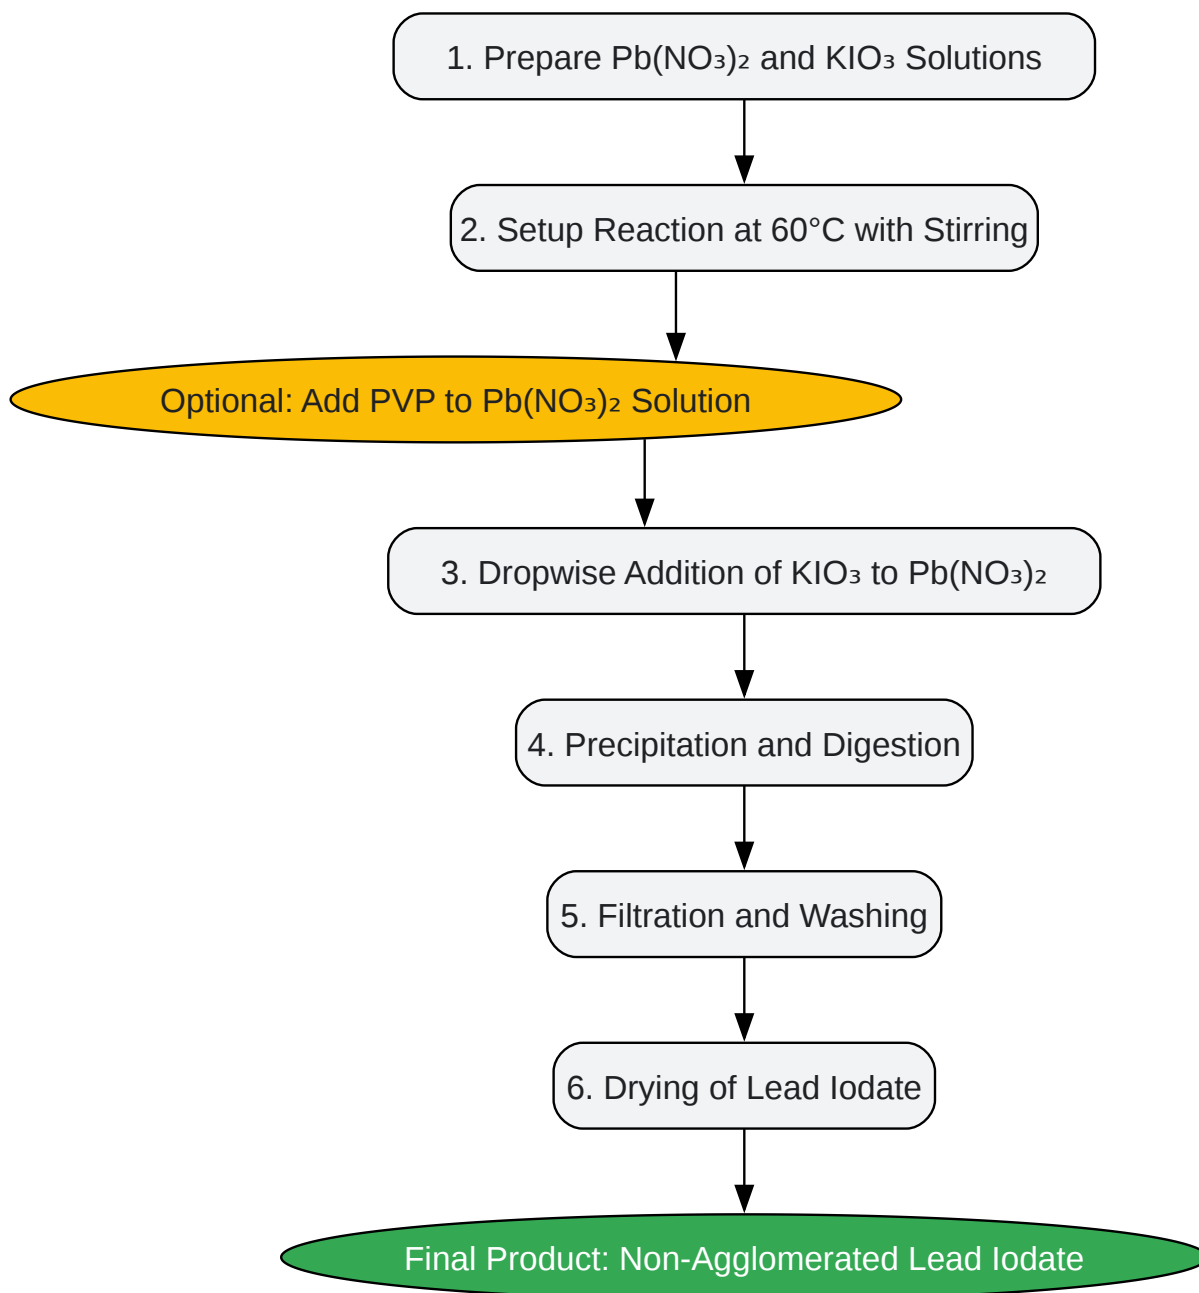 1. Prepare Pb(NO₃)₂ and KIO₃ Solutions
2. Setup Reaction at 60°C with Stirring
Optional: Add PVP to Pb(NO₃)₂ Solution
3. Dropwise Addition of KIO₃ to Pb(NO₃)₂
4. Precipitation and Digestion
5. Filtration and Washing
6. Drying of Lead Iodate
Final Product: Non-Agglomerated Lead Iodate